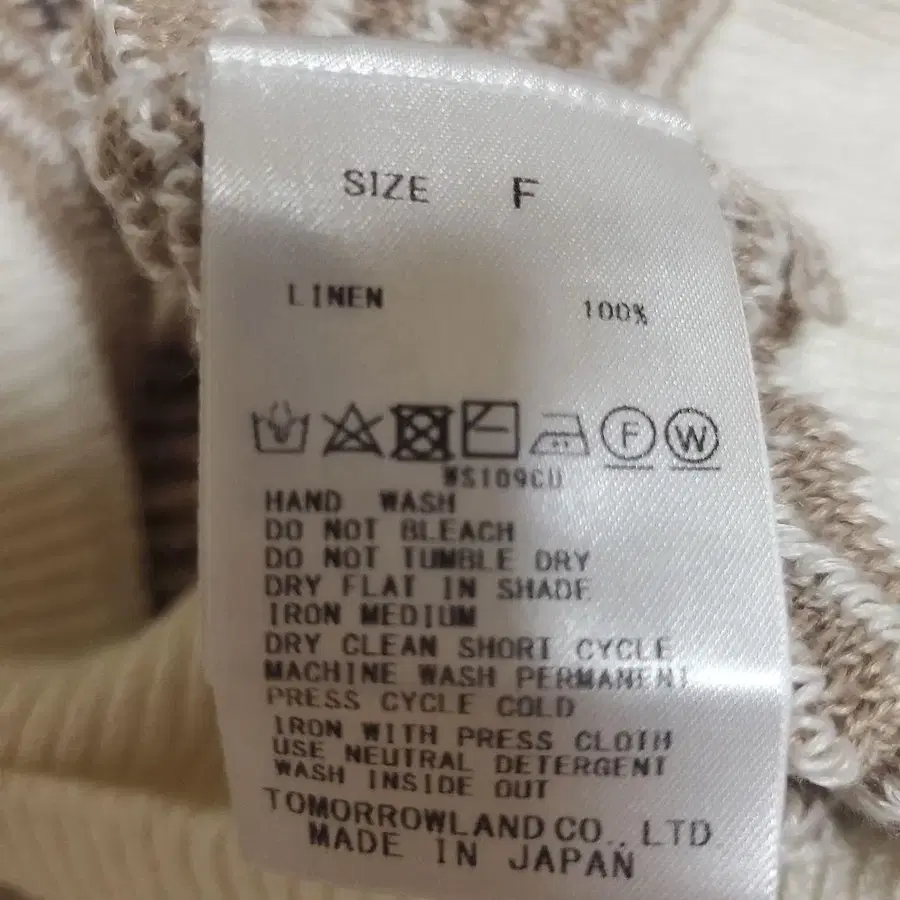 SIZE F
LINEN 100%
F W
WS109CU
HAND WASH
DO NOT BLEACH
DO NOT TUMBLE DRY
DRY FLAT IN SHADE
IRON MEDIUM
DRY CLEAN SHORT CYCLE
MACHINE WASH PERMANENT
PRESS CYCLE COLD
IRON WITH PRESS CLOTH
USE NEUTRAL DETERGENT
WASH INSIDE OUT
TOMORROWLAND CO., LTD.
MADE IN JAPAN